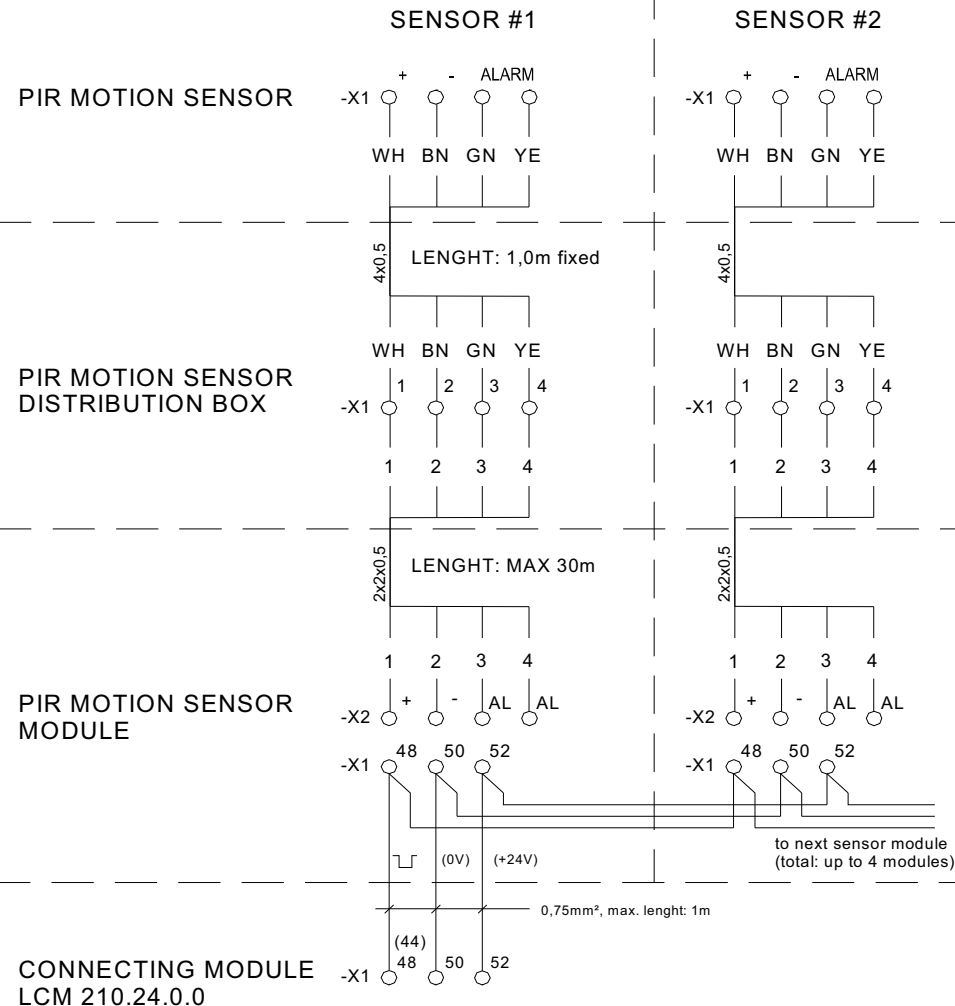 SENSOR #1 SENSOR #2
+ - ALARM + - ALARM
PIR MOTION SENSOR -X1 -X1
WH BN GN YE WH BN GN YE
4x0,5 LENGHT: 1,0m fixed 4x0,5
WH BN GN YE WH BN GN YE
PIR MOTION SENSOR
DISTRIBUTION BOX
1 2 3 4 1 2 3 4
-X1 -X1
1 2 3 4 1 2 3 4
2x2x0,5 LENGHT: MAX 30m 2x2x0,5
1 2 3 4 1 2 3 4
PIR MOTION SENSOR
MODULE
-X2 + - AL AL -X2 + - AL AL
-X1 48 50 52 -X1 48 50 52
to next sensor module
(total: up to 4 modules)
(0V) (+24V)
0,75mm², max. lenght: 1m
(44)
CONNECTING MODULE
LCM 210.24.0.0
-X1 48 50 52